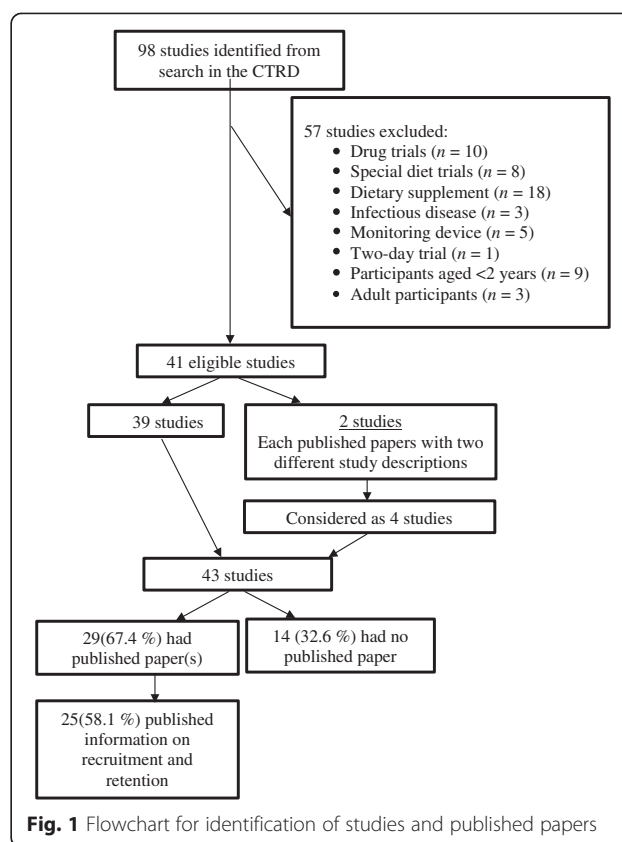 98 studies identified from
search in the CTRD
57 studies excluded:
• Drug trials (n = 10)
• Special diet trials (n = 8)
• Dietary supplement (n = 18)
• Infectious disease (n = 3)
• Monitoring device (n = 5)
• Two-day trial (n = 1)
• Participants aged <2 years (n = 9)
• Adult participants (n = 3)
41 eligible studies
39 studies
2 studies
Each published papers with two
different study descriptions
Considered as 4 studies
43 studies
29(67.4 %) had
published paper(s)
14 (32.6 %) had no
published paper
25(58.1 %) published
information on
recruitment and
retention
Fig. 1 Flowchart for identification of studies and published papers